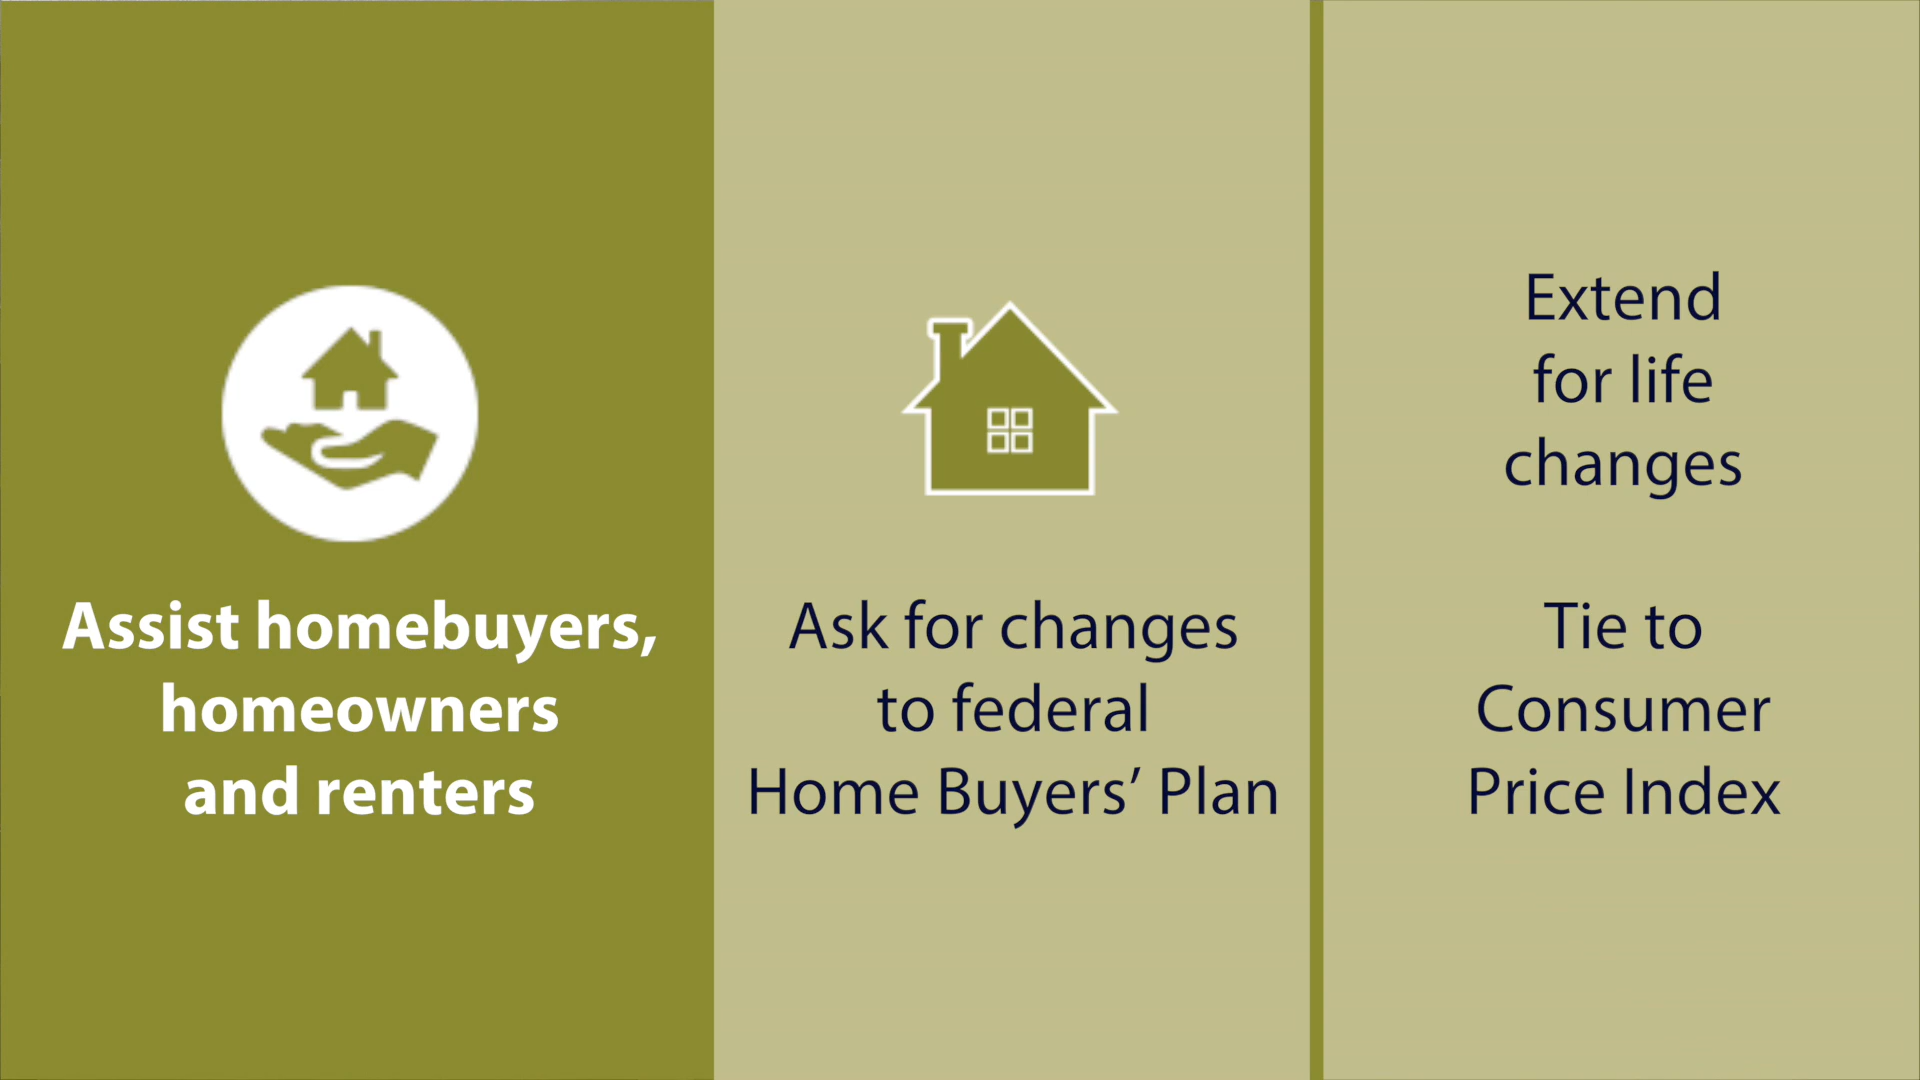 Assist homebuyers,
homeowners
and renters
Ask for changes
to federal
Home Buyers’ Plan
Extend
for life
changes
Tie to
Consumer
Price Index